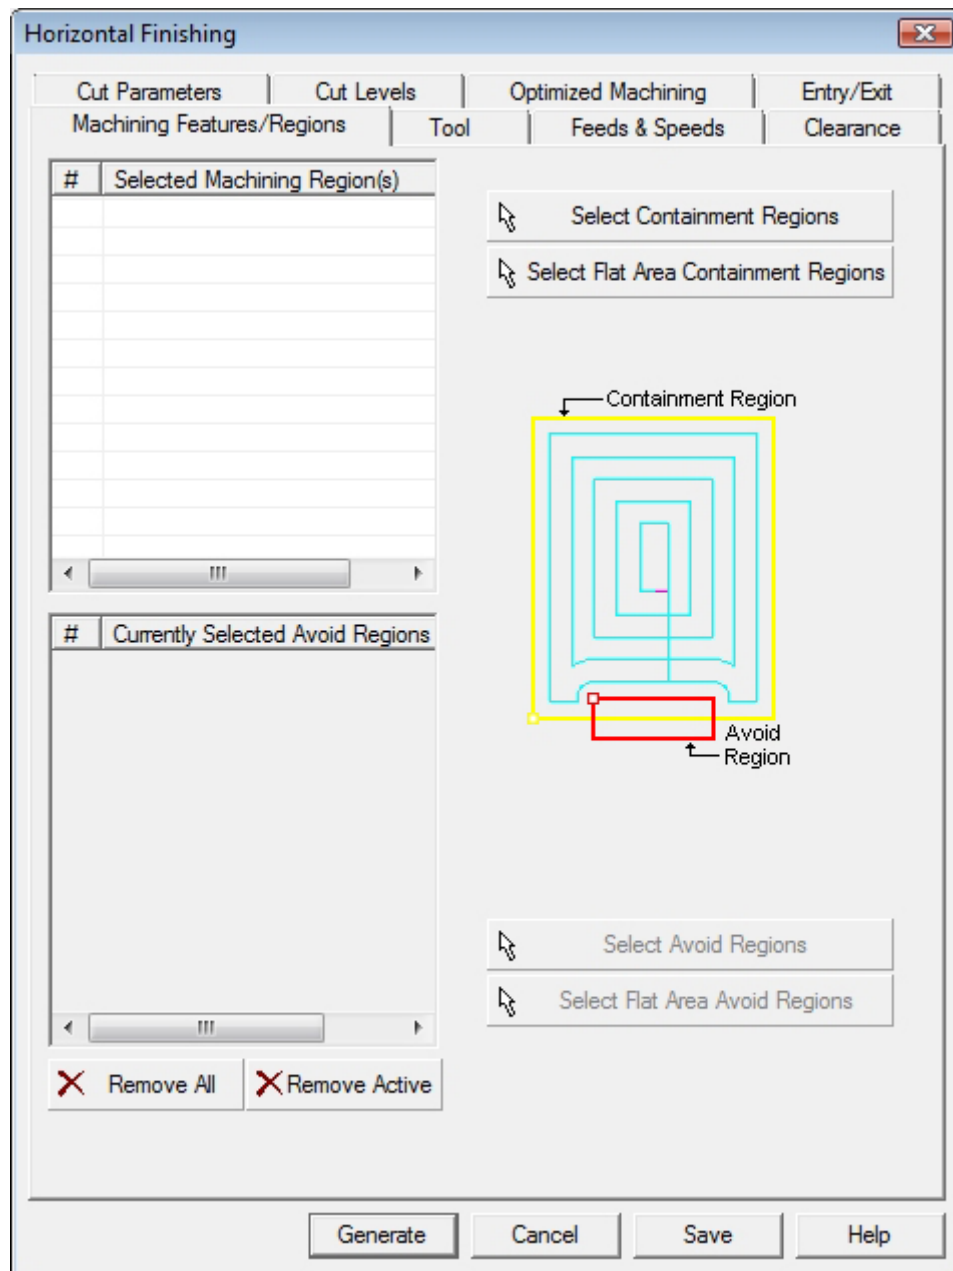 Horizontal Finishing
Cut Parameters
Cut Levels
Optimized Machining
Entry/Exit
Machining Features/Regions
Tool
Feeds & Speeds
Clearance
# Selected Machining Region(s)
Select Containment Regions
Select Flat Area Containment Regions
Containment Region
# Currently Selected Avoid Regions
Avoid
Region
Select Avoid Regions
Select Flat Area Avoid Regions
Remove All
Remove Active
Generate
Cancel
Save
Help